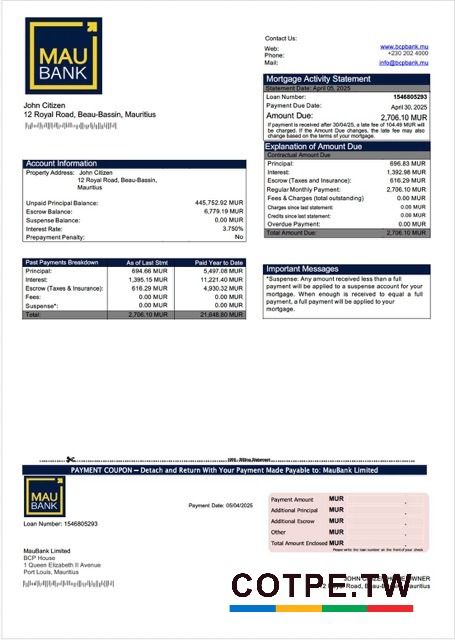 MAU
BANK
Contact Us:
Web: www.bcpbank.mu
Phone: +230 202 4000
Mail: info@bcpbank.mu
John Citizen
12 Royal Road, Beau-Bassin, Mauritius
Mortgage Activity Statement
Statement Date: April 05, 2025
Loan Number: 1546805293
Payment Due Date: April 30, 2025
Amount Due: 2,706.10 MUR
If payment is received after 30/04/25, a late fee of 104.49 MUR will
be charged. If the Amount Due changes, the late fee may also
change based on the terms of your mortgage.
Explanation of Amount Due
Contractual Amount Due
Principal: 696.83 MUR
Interest: 1,392.98 MUR
Escrow (Taxes and Insurance): 616.29 MUR
Regular Monthly Payment: 2,706.10 MUR
Fees & Charges (total outstanding) 0.00 MUR
Charges since last statement: 0.00 MUR
Credits since last statement: 0.00 MUR
Overdue Payment: 0.00 MUR
Total Amount Due: 2,706.10 MUR
Account Information
Property Address: John Citizen
12 Royal Road, Beau-Bassin,
Mauritius
Unpaid Principal Balance: 445,752.92 MUR
Escrow Balance: 6,779.19 MUR
Suspense Balance: 0.00 MUR
Interest Rate: 3.750%
Prepayment Penalty: No
Past Payments Breakdown As of Last Stmt Paid Year to Date
Principal: 694.66 MUR 5,497.08 MUR
Interest: 1,395.15 MUR 11,221.40 MUR
Escrow (Taxes & Insurance): 616.29 MUR 4,930.32 MUR
Fees: 0.00 MUR 0.00 MUR
Suspense*: 0.00 MUR 0.00 MUR
Total: 2,706.10 MUR 21,648.80 MUR
Important Messages
*Suspense: Any amount received less than a full
payment will be applied to a suspense account for your
mortgage. When enough is received to equal a full
payment, a full payment will be applied to your
mortgage.
PAYMENT COUPON – Detach and Return With Your Payment Made Payable to: MauBank Limited
MAU
BANK
Loan Number: 1546805293
Payment Date: 05/04/2025
Payment Amount MUR
Additional Principal MUR
Additional Escrow MUR
Other MUR
Total Amount Enclosed MUR
Please write the loan number on the front of your check
MauBank Limited
BCP House
1 Queen Elizabeth II Avenue
Port Louis, Mauritius
COTPE.TW